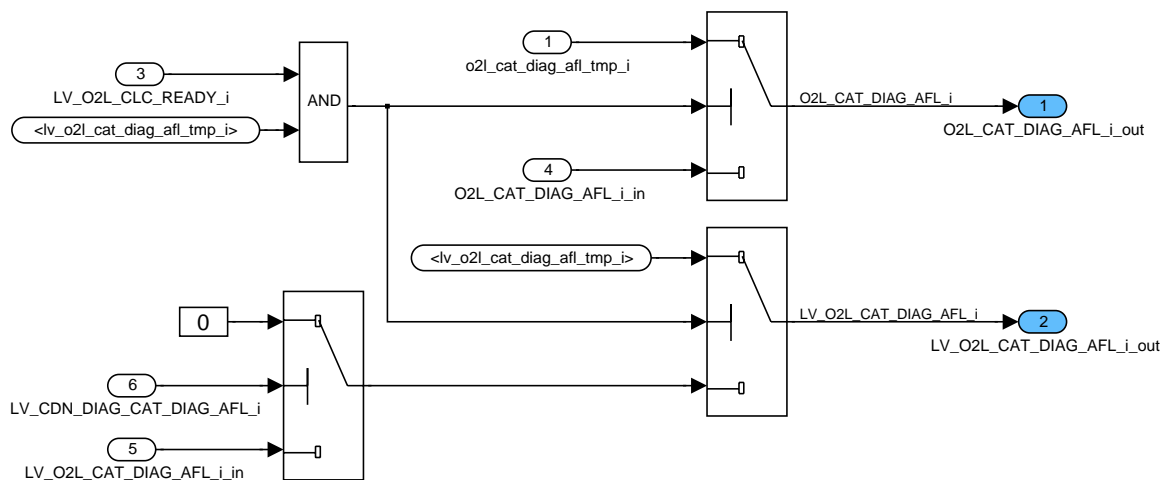 1
o2l_cat_diag_afl_tmp_i
3
LV_O2L_CLC_READY_i
AND
<lv_o2l_cat_diag_afl_tmp_i>
O2L_CAT_DIAG_AFL_i
1
O2L_CAT_DIAG_AFL_i_out
4
O2L_CAT_DIAG_AFL_i_in
<lv_o2l_cat_diag_afl_tmp_i>
0
LV_O2L_CAT_DIAG_AFL_i
2
LV_O2L_CAT_DIAG_AFL_i_out
6
LV_CDN_DIAG_CAT_DIAG_AFL_i
5
LV_O2L_CAT_DIAG_AFL_i_in